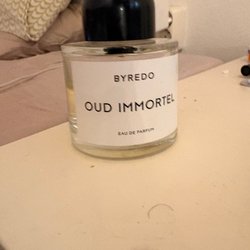 BYREDO
OUD IMMORTEL
EAU DE PARFUM